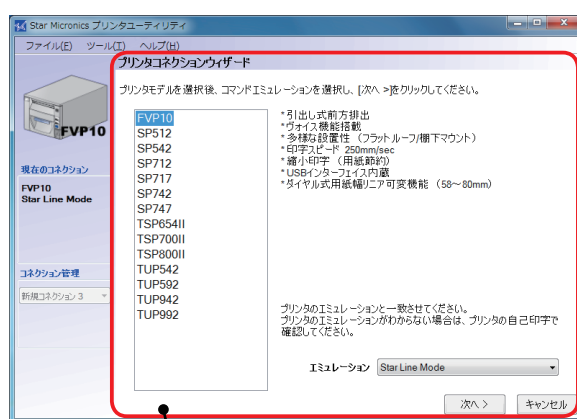 Star Micronics プリンタユーティリティ
ファイル(F) ツール(T) ヘルプ(H)
プリンタコネクションウィザード
プリンタモデルを選択後、コマンドエミュレーションを選択し、[次へ >]をクリックしてください。
FVP10
現在のコネクション
FVP10
Star Line Mode
コネクション管理
新規コネクション 3
FVP10
SP512
SP542
SP712
SP717
SP742
SP747
TSP654II
TSP700II
TSP800II
TUP542
TUP592
TUP942
TUP992
*引出し式前方排出
*ヴォイス機能搭載
*多様な設置性 (フラットルーフ/棚下マウント)
*印字スピード 250mm/sec
*縮小印字 (用紙節約)
*USBインターフェイス内蔵
*ダイヤル式用紙幅リニア可変機能 (58～80mm)
プリンタのエミュレーションと一致させてください。
プリンタのエミュレーションがわからない場合は、プリンタの自己印字で
確認してください。
エミュレーション Star Line Mode
次へ > キャンセル